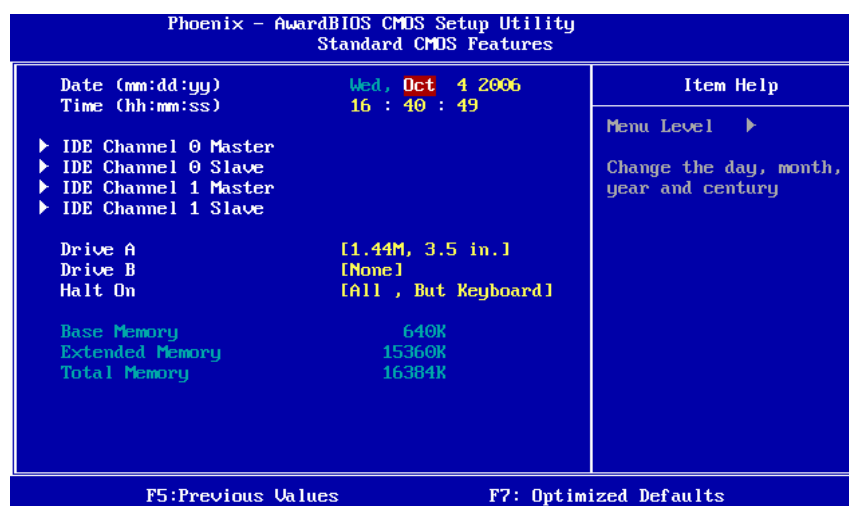 Phoenix - AwardBIOS CMOS Setup Utility
Standard CMOS Features
Date (mm:dd:yy) Wed, Oct 4 2006
Time (hh:mm:ss) 16 : 40 : 49
IDE Channel 0 Master
IDE Channel 0 Slave
IDE Channel 1 Master
IDE Channel 1 Slave
Drive A [1.44M, 3.5 in.]
Drive B [None]
Halt On [All , But Keyboard]
Base Memory 640K
Extended Memory 15360K
Total Memory 16384K
Item Help
Menu Level
Change the day, month,
year and century
F5:Previous Values F7: Optimized Defaults